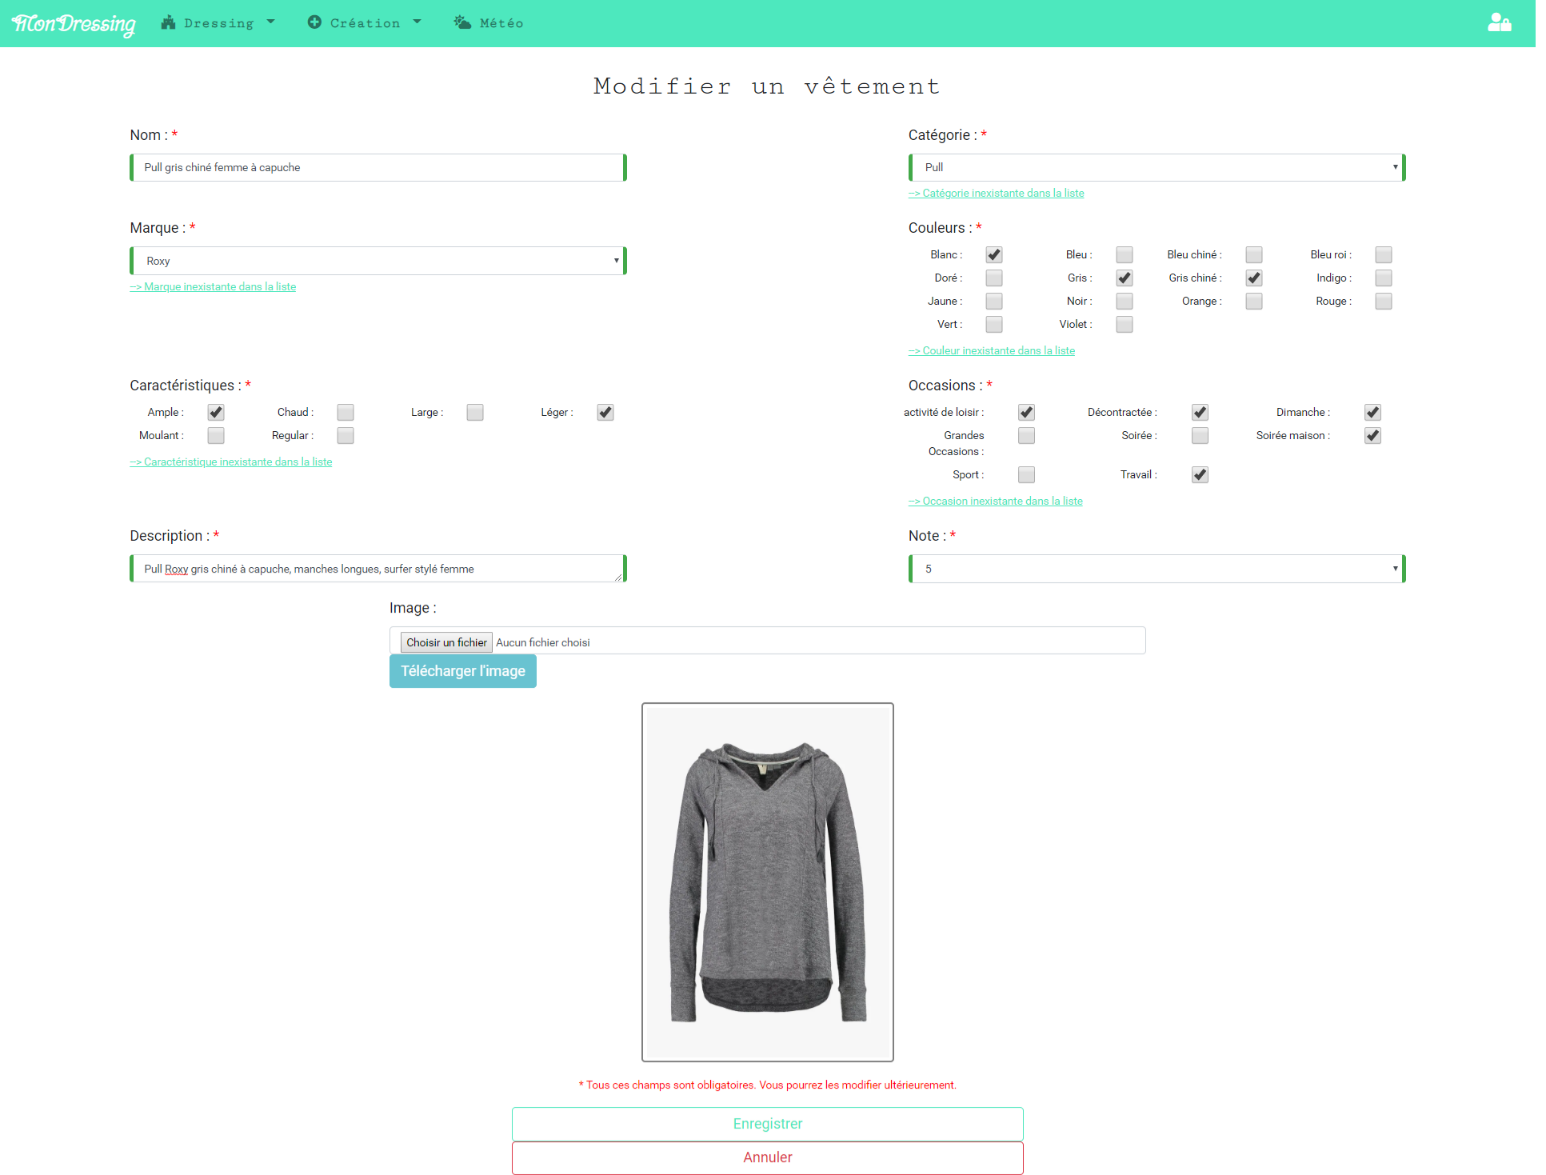 MonDressing Dressing Création Météo
Modifier un vêtement
Nom : *
Pull gris chiné femme à capuche
Catégorie : *
Pull
--> Catégorie inexistante dans la liste
Marque : *
Roxy
--> Marque inexistante dans la liste
Couleurs : *
Blanc : Bleu : Bleu chiné : Bleu roi :
Doré : Gris : Gris chiné : Indigo :
Jaune : Noir : Orange : Rouge :
Vert : Violet :
--> Couleur inexistante dans la liste
Caractéristiques : *
Ample : Chaud : Large : Léger :
Moulant : Regular :
--> Caractéristique inexistante dans la liste
Occasions : *
activité de loisir : Décontractée : Dimanche :
Grandes Occasions : Soirée : Soirée maison :
Sport : Travail :
--> Occasion inexistante dans la liste
Description : *
Pull Roxy gris chiné à capuche, manches longues, surfer stylé femme
Note : *
5
Image :
Choisir un fichier Aucun fichier choisi
Télécharger l'image
* Tous ces champs sont obligatoires. Vous pourrez les modifier ultérieurement.
Enregistrer
Annuler